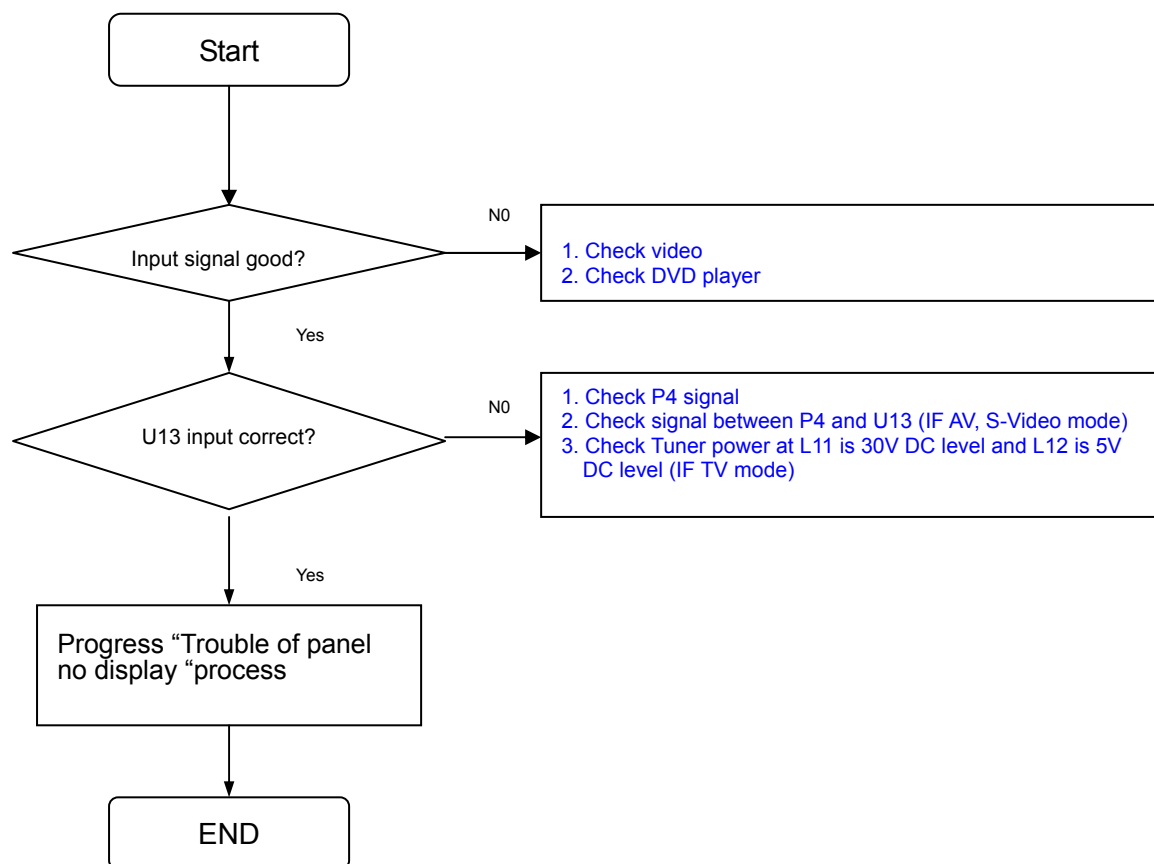 Start
Input signal good?
N0
1. Check video
2. Check DVD player
Yes
U13 input correct?
N0
1. Check P4 signal
2. Check signal between P4 and U13 (IF AV, S-Video mode)
3. Check Tuner power at L11 is 30V DC level and L12 is 5V
DC level (IF TV mode)
Yes
Progress “Trouble of panel
no display “process
END